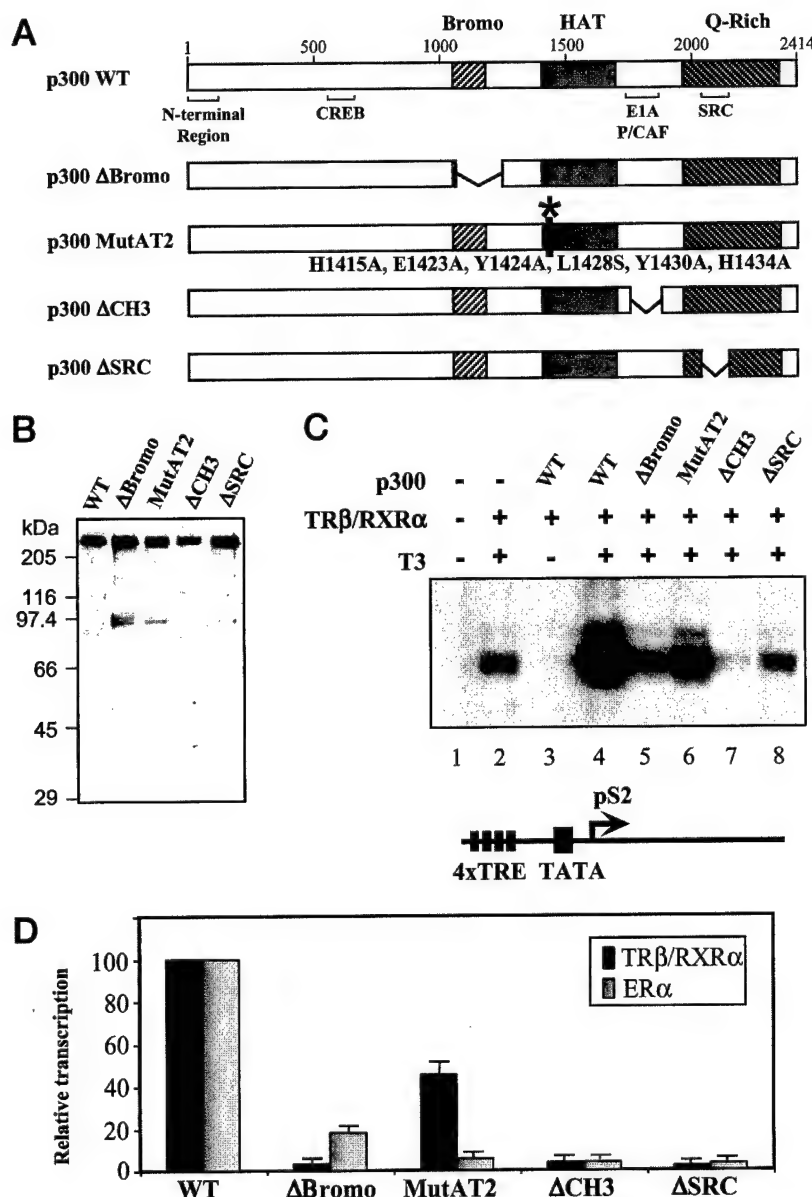 A
Bromo HAT Q-Rich
1 500 1000 1500 2000 2414
p300 WT
N-terminal Region
CREB
E1A P/CAF
SRC
p300 ΔBromo
*
p300 MutAT2
H1415A, E1423A, Y1424A, L1428S, Y1430A, H1434A
p300 ΔCH3
p300 ΔSRC
B
WT ΔBromo MutAT2 ΔCH3 ΔSRC
kDa
205
116
97.4
66
45
29
C
p300 - - WT WT ΔBromo MutAT2 ΔCH3 ΔSRC
TRβ/RXRα - + + + + + + +
T3 - + - + + + + +
1 2 3 4 5 6 7 8
pS2
4xTRE TATA
D
Relative transcription
100
80
60
40
20
0
TRβ/RXRα
ERα
WT ΔBromo MutAT2 ΔCH3 ΔSRC